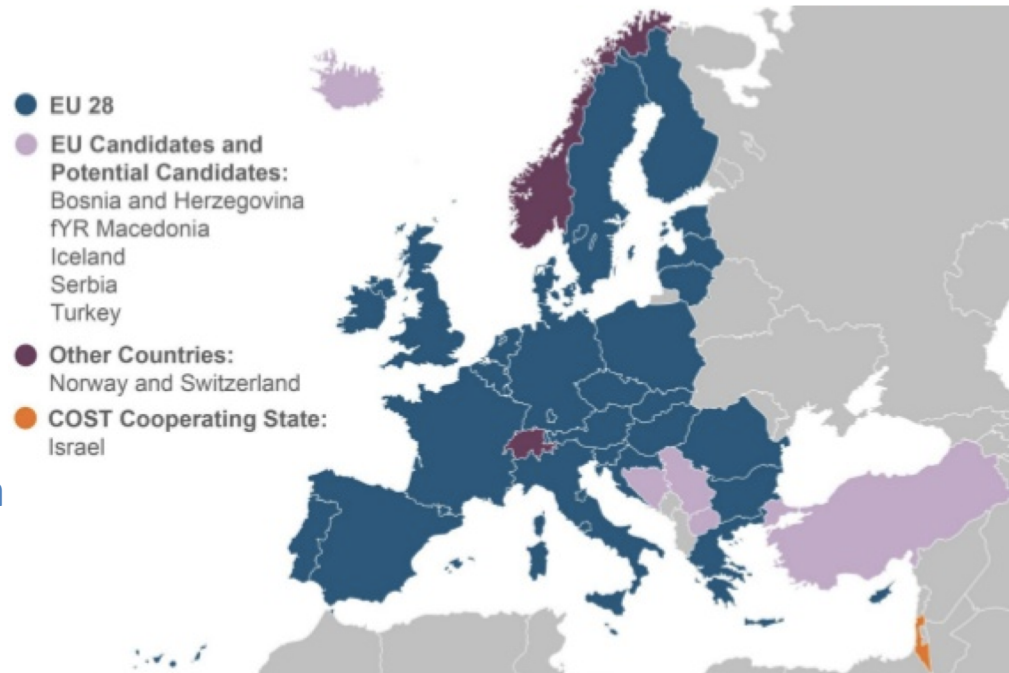 EU 28
EU Candidates and
Potential Candidates:
Bosnia and Herzegovina
fYR Macedonia
Iceland
Serbia
Turkey
Other Countries:
Norway and Switzerland
COST Cooperating State:
Israel